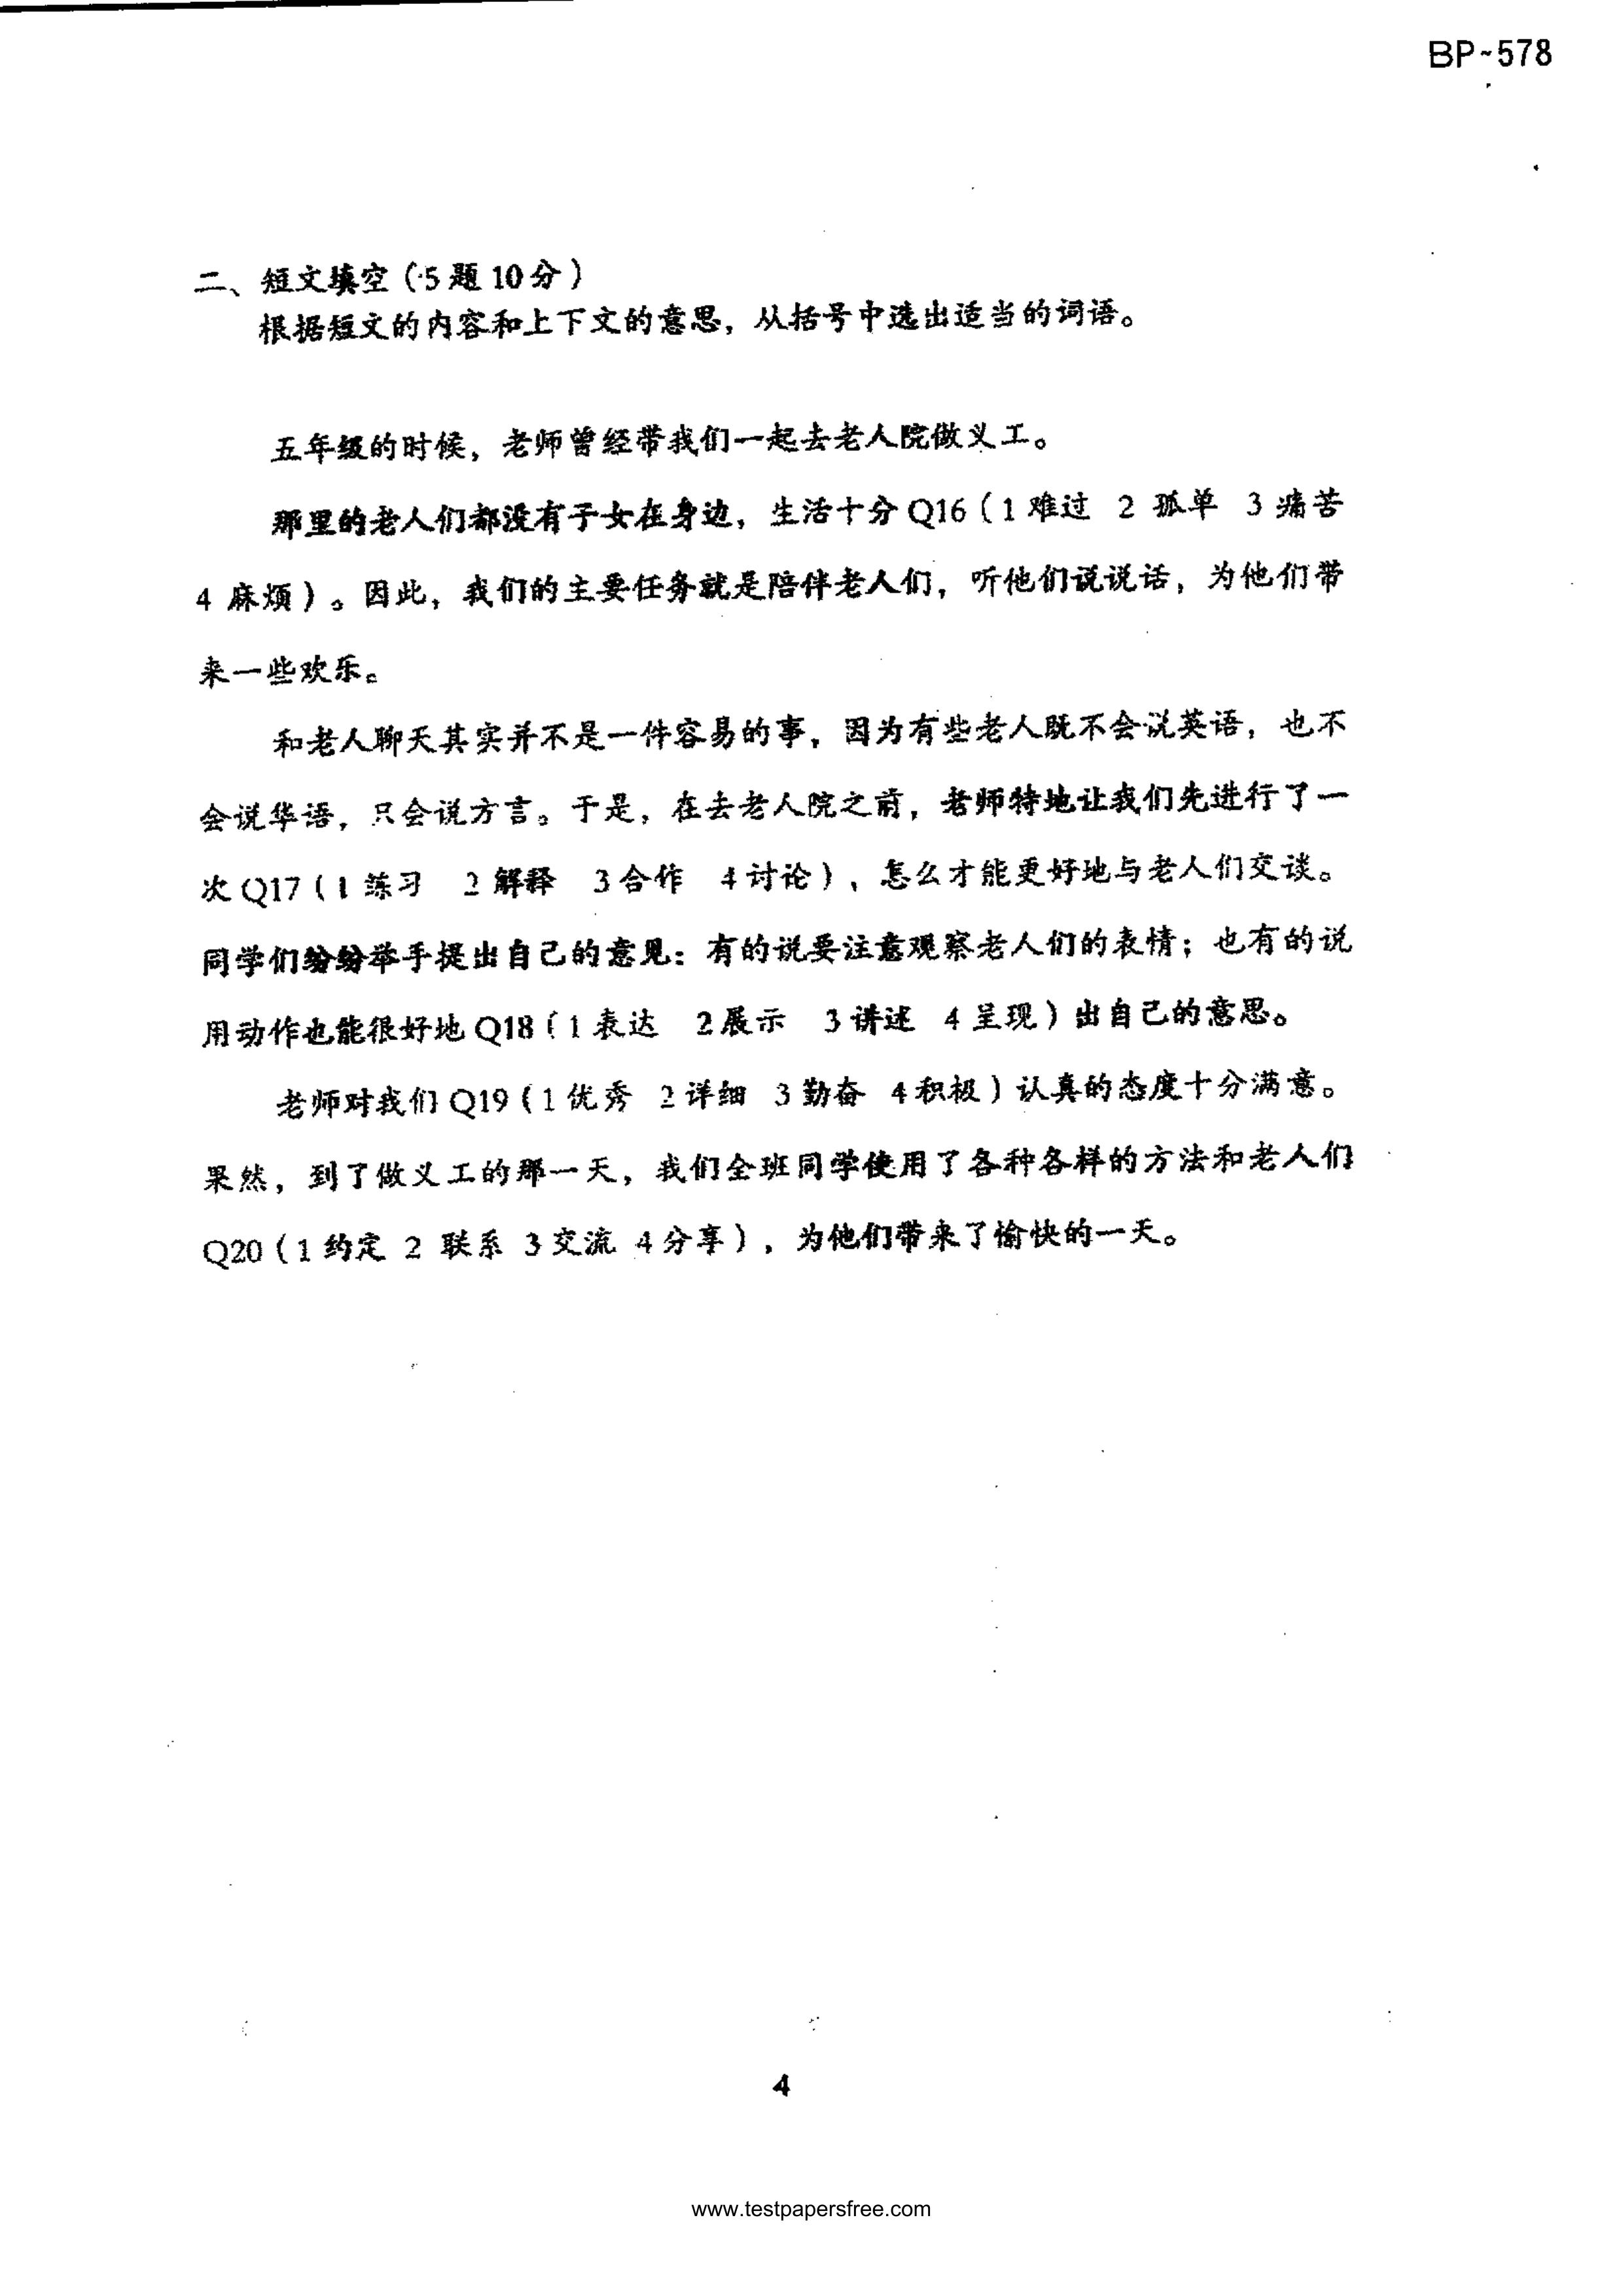 BP-578
二、短文填空（5题10分）
根据短文的内容和上下文的意思，从括号中选出适当的词语。
五年级的时候，老师曾经带我们一起去老人院做义工。
那里的老人们都没有子女在身边，生活十分Q16（1难过 2 孤单 3 痛苦
4 麻烦）。因此，我们的主要任务就是陪伴老人们，听他们说说话，为他们带
来一些欢乐。
和老人聊天其实并不是一件容易的事，因为有些老人既不会说英语，也不
会说华语，只会说方言。于是，在去老人院之前，老师特地让我们先进行了一
次Q17（1 练习 2 解释 3合作 4讨论），怎么才能更好地与老人们交谈。
同学们纷纷举手提出自己的意见：有的说要注意观察老人们的表情；也有的说
用动作也能很好地Q18（1表达 2展示 3讲述 4呈现）出自己的意思。
老师对我们Q19（1优秀 2详细 3勤奋 4积极）认真的态度十分满意。
果然，到了做义工的那一天，我们全班同学使用了各种各样的方法和老人们
Q20（1约定 2 联系 3交流 4分享），为他们带来了愉快的一天。
4
www.testpapersfree.com